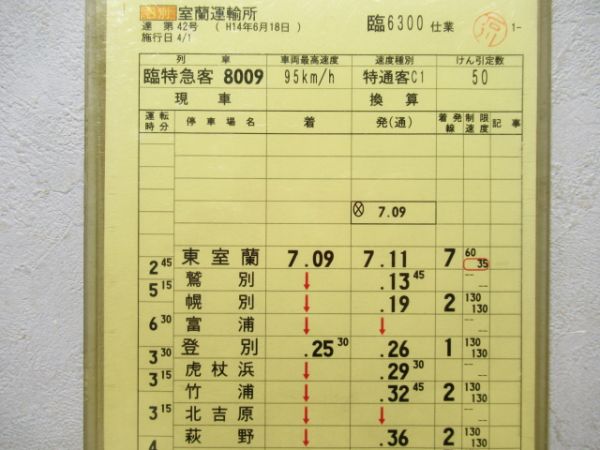 室蘭運輸所
達 第 42号 ( H14年6月18日 )
施行日 4/1
臨6300 仕業
1-
列車 車両最高速度 速度種別 けん引定数
臨特急客 8009 95km/h 特通客C1 50
現車 換算
運転時分 停車場名 着 発(通) 着発線 制限速度 記事
⊗ 7.09
東室蘭 7.09 7.11 7 60 35
2 45
鷲別 ↓ .13 45 -- --
5 15
幌別 ↓ .19 2 130 130
富浦 ↓ ↓ -- --
6 30
登別 .25 30 .26 1 130 130
3 30
虎杖浜 ↓ .29 30 -- --
3 15
竹浦 ↓ .32 45 2 130 130
北吉原 ↓ ↓ -- --
3 15
萩野 ↓ .36 2 130 130
4